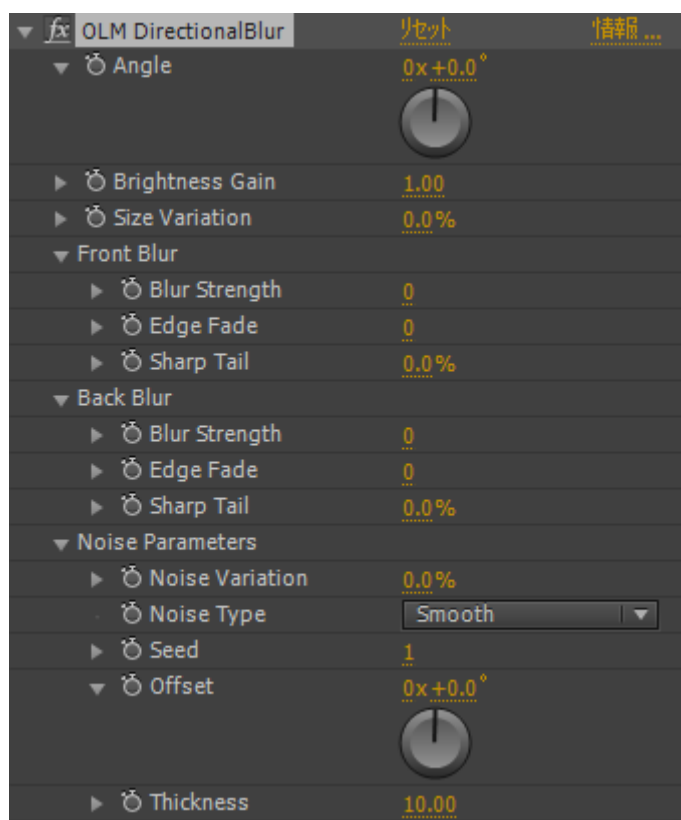 fx OLM DirectionalBlur リセット 情報 ...
Angle 0x+0.0°
Brightness Gain 1.00
Size Variation 0.0%
Front Blur
Blur Strength 0
Edge Fade 0
Sharp Tail 0.0%
Back Blur
Blur Strength 0
Edge Fade 0
Sharp Tail 0.0%
Noise Parameters
Noise Variation 0.0%
Noise Type Smooth
Seed 1
Offset 0x+0.0°
Thickness 10.00